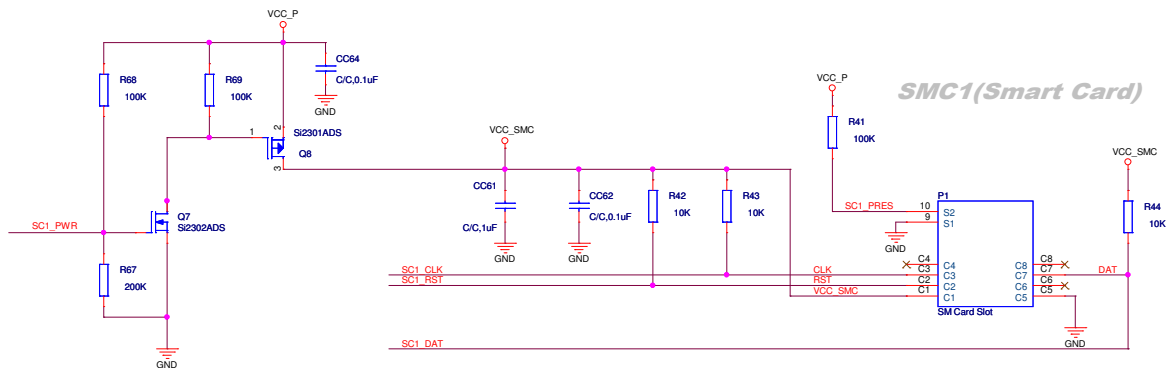 VCC_P
CC64
C/C,0.1uF
GND
R68
100K
R69
100K
1
2
3
Si2301ADS
Q8
Q7
Si2302ADS
SC1_PWR
R67
200K
GND
VCC_SMC
CC61
C/C,1uF
GND
CC62
C/C,0.1uF
GND
R42
10K
R43
10K
SC1_CLK
SC1_RST
SC1_DAT
VCC_P
R41
100K
SMC1(Smart Card)
VCC_SMC
R44
10K
P1
SC1_PRES
10
S2
9
S1
GND
C4
C4
CLK
C3
C3
RST
C2
C2
VCC_SMC
C1
C1
C8
C8
C7
C7
DAT
C6
C6
C5
C5
SM Card Slot
GND